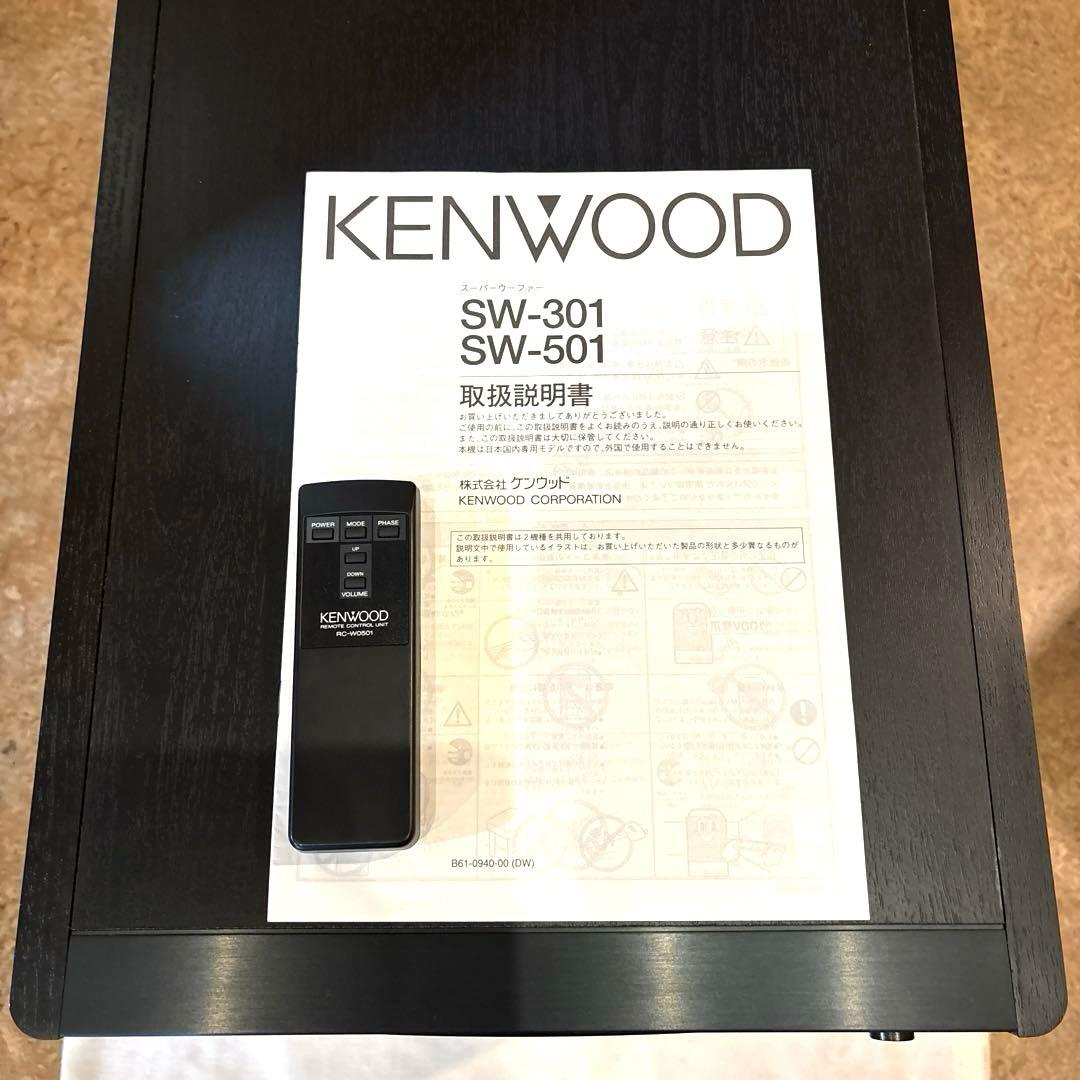 KENWOOD
スーパーウーファー
SW-301
SW-501
取扱説明書
お買い上げいただきましてありがとうございました。
ご使用の前に、この取扱説明書をよくお読みのうえ、説明の通り正しくお使いください。
また、この取扱説明書は大切に保管してください。
本機は日本国内専用モデルですので、外国で使用することはできません。
株式会社 ケンウッド
KENWOOD CORPORATION
この取扱説明書は2機種を共用しております。
説明文中で使用しているイラストは、お買い上げいただいた製品の形状と多少異なるものが
あります。
POWER MODE PHASE
UP
DOWN
VOLUME
KENWOOD
REMOTE CONTROL UNIT
RC-W0501
B61-0940-00 (DW)